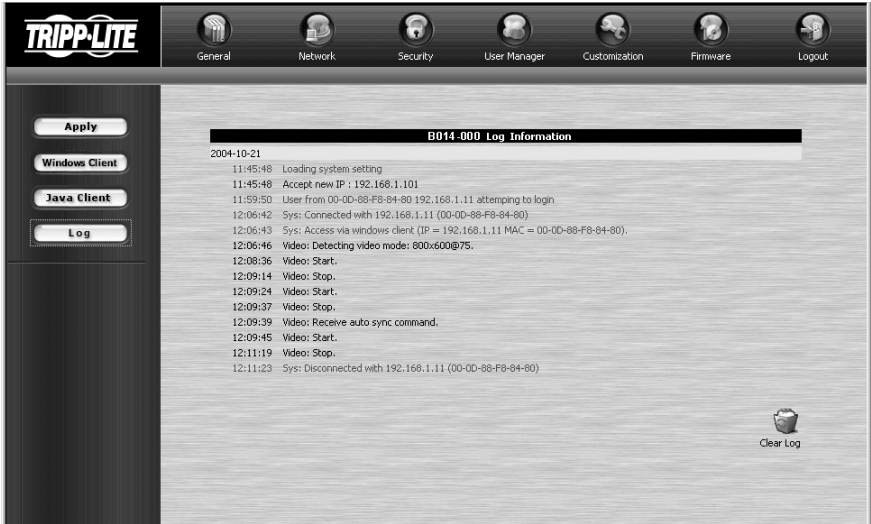 TRIPP·LITE
General Network Security User Manager Customization Firmware Logout
Apply
Windows Client
Java Client
Log
B014-000 Log Information
2004-10-21
11:45:48 Loading system setting
11:45:48 Accept new IP : 192.168.1.101
11:59:50 User from 00-0D-88-F8-84-80 192.168.1.11 attemping to login
12:06:42 Sys: Connected with 192.168.1.11 (00-0D-88-F8-84-80)
12:06:43 Sys: Access via windows client (IP = 192.168.1.11 MAC = 00-0D-88-F8-84-80).
12:06:46 Video: Detecting video mode: 800x600@75.
12:08:36 Video: Start.
12:09:14 Video: Stop.
12:09:24 Video: Start.
12:09:37 Video: Stop.
12:09:39 Video: Receive auto sync command.
12:09:45 Video: Start.
12:11:19 Video: Stop.
12:11:23 Sys: Disconnected with 192.168.1.11 (00-0D-88-F8-84-80)
Clear Log